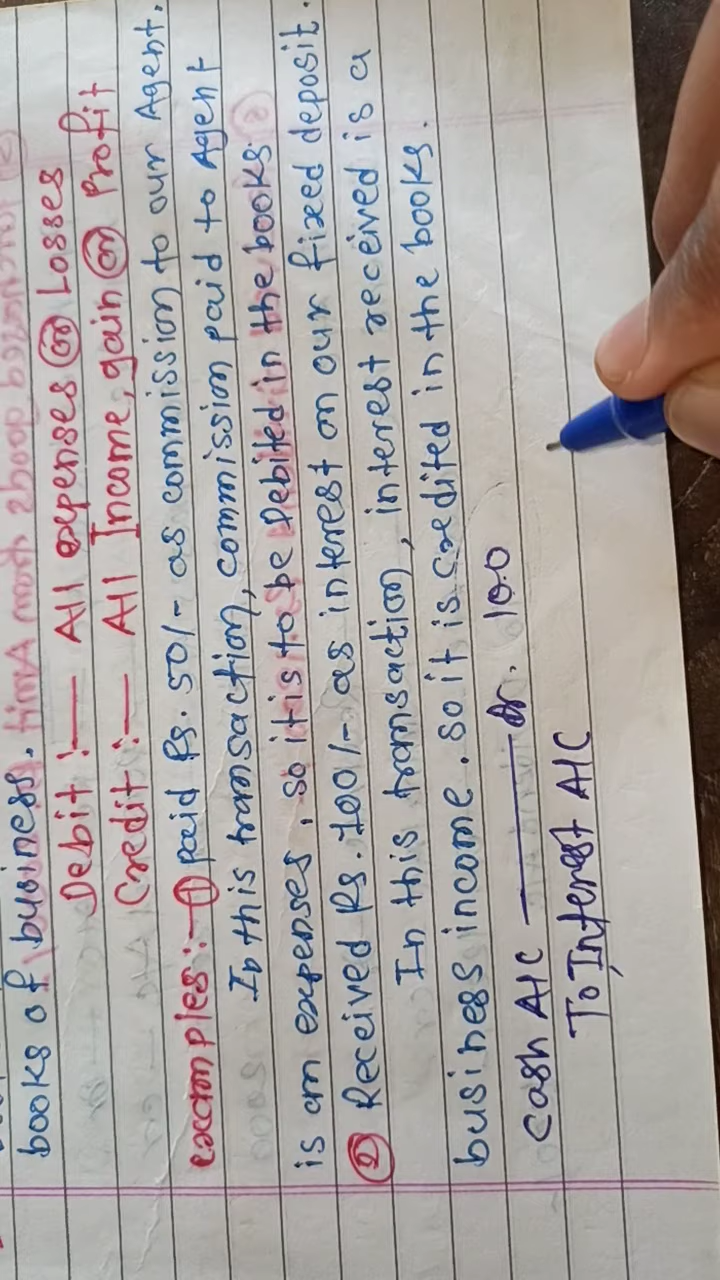 books of business.
Debit :— All expenses or Losses
Credit :— All Income, gain or Profit
examples :— ① paid Rs. 50/- as commission to our Agent.
In this transaction, commission paid to Agent
is an expenses, so it is to be Debited in the books.
② Received Rs. 100/- as interest on our fixed deposit.
In this transaction, interest received is a
business income. so it is credited in the books.
Cash A/C ——— Dr. 100
To Interest A/C